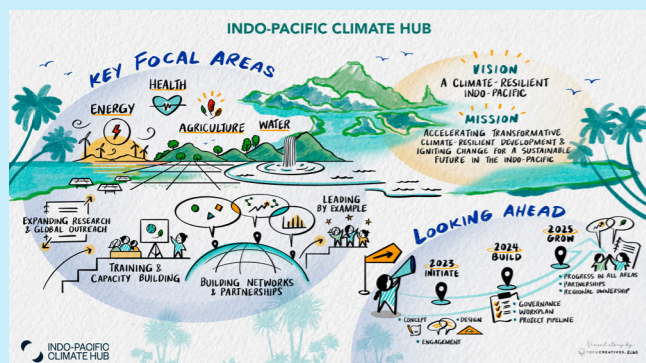 INDO-PACIFIC CLIMATE HUB
KEY FOCAL AREAS
HEALTH
ENERGY
AGRICULTURE
WATER
VISION
A CLIMATE-RESILIENT
INDO-PACIFIC
MISSION
ACCELERATING TRANSFORMATIVE
CLIMATE-RESILIENT DEVELOPMENT &
IGNITING CHANGE FOR A SUSTAINABLE
FUTURE IN THE INDO-PACIFIC
EXPANDING RESEARCH
& GLOBAL OUTREACH
TRAINING &
CAPACITY BUILDING
BUILDING NETWORKS
& PARTNERSHIPS
LEADING
BY EXAMPLE
LOOKING AHEAD
2023
INITIATE
• CONCEPT
• DESIGN
• ENGAGEMENT
2024
BUILD
• GOVERNANCE
• WORKPLAN
• PROJECT PIPELINE
2025
GROW
• PROGRESS IN ALL AREAS
• PARTNERSHIPS
• REGIONAL OWNERSHIP
INDO-PACIFIC
CLIMATE HUB